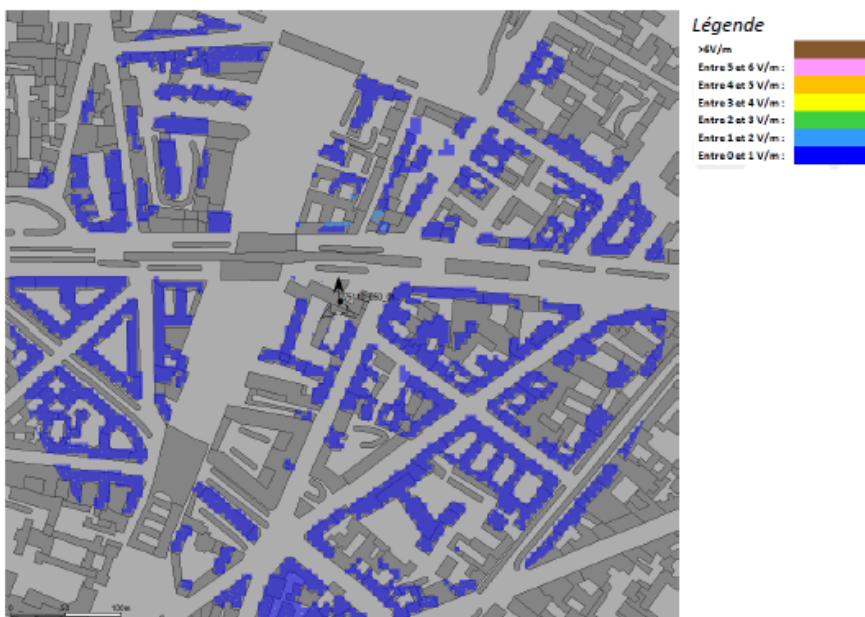 Légende
>6V/m
Entre 5 et 6 V/m :
Entre 4 et 5 V/m :
Entre 3 et 4 V/m :
Entre 2 et 3 V/m :
Entre 1 et 2 V/m :
Entre 0 et 1 V/m :
0 50 100m